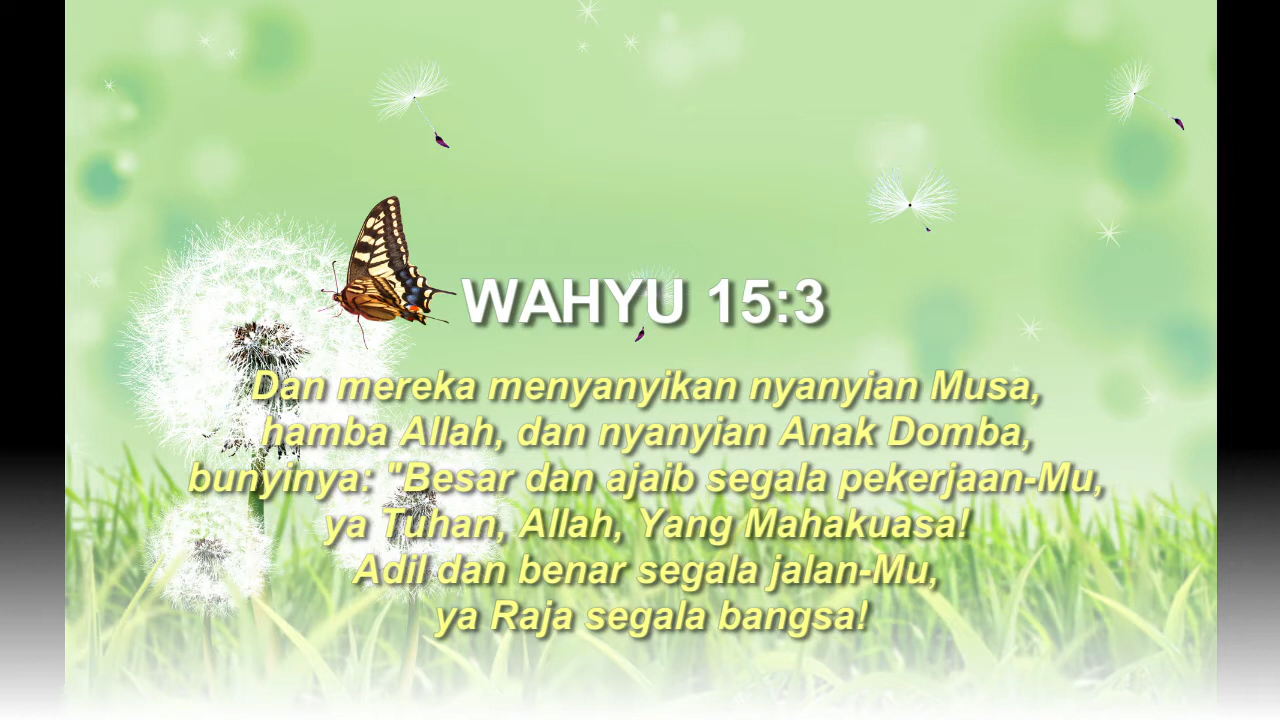 WAHYU 15:3
Dan mereka menyanyikan nyanyian Musa,
hamba Allah, dan nyanyian Anak Domba,
bunyinya: "Besar dan ajaib segala pekerjaan-Mu,
ya Tuhan, Allah, Yang Mahakuasa!
Adil dan benar segala jalan-Mu,
ya Raja segala bangsa!